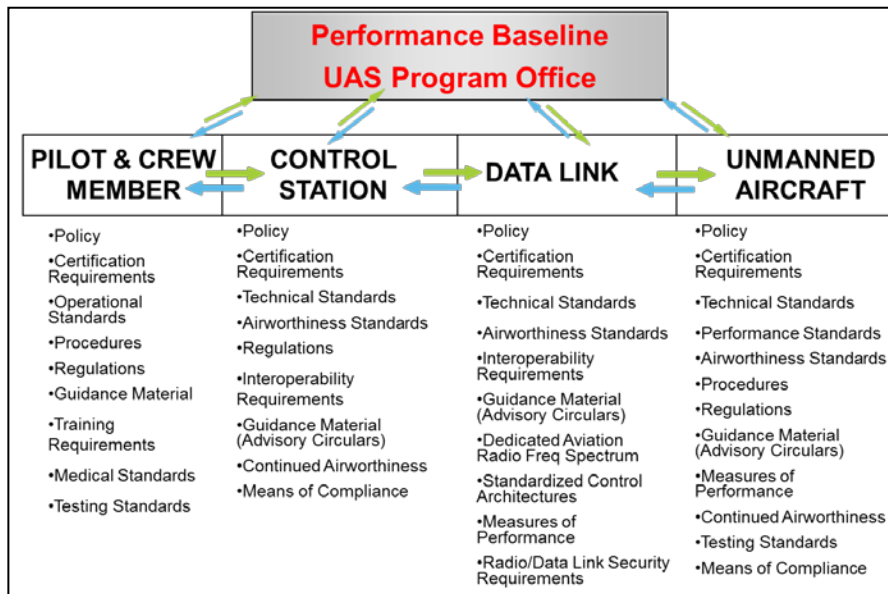 Performance Baseline
UAS Program Office
PILOT & CREW
MEMBER
CONTROL
STATION
DATA LINK
UNMANNED
AIRCRAFT
•Policy
•Certification
Requirements
•Operational
Standards
•Procedures
•Regulations
•Guidance Material
•Training
Requirements
•Medical Standards
•Testing Standards
•Policy
•Certification
Requirements
•Technical Standards
•Airworthiness Standards
•Regulations
•Interoperability
Requirements
•Guidance Material
(Advisory Circulars)
•Continued Airworthiness
•Means of Compliance
•Policy
•Certification
Requirements
•Technical Standards
•Airworthiness Standards
•Interoperability
Requirements
•Guidance Material
(Advisory Circulars)
•Dedicated Aviation
Radio Freq Spectrum
•Standardized Control
Architectures
•Measures of
Performance
•Radio/Data Link Security
Requirements
•Policy
•Certification
Requirements
•Technical Standards
•Performance Standards
•Airworthiness Standards
•Procedures
•Regulations
•Guidance Material
(Advisory Circulars)
•Measures of
Performance
•Continued Airworthiness
•Testing Standards
•Means of Compliance